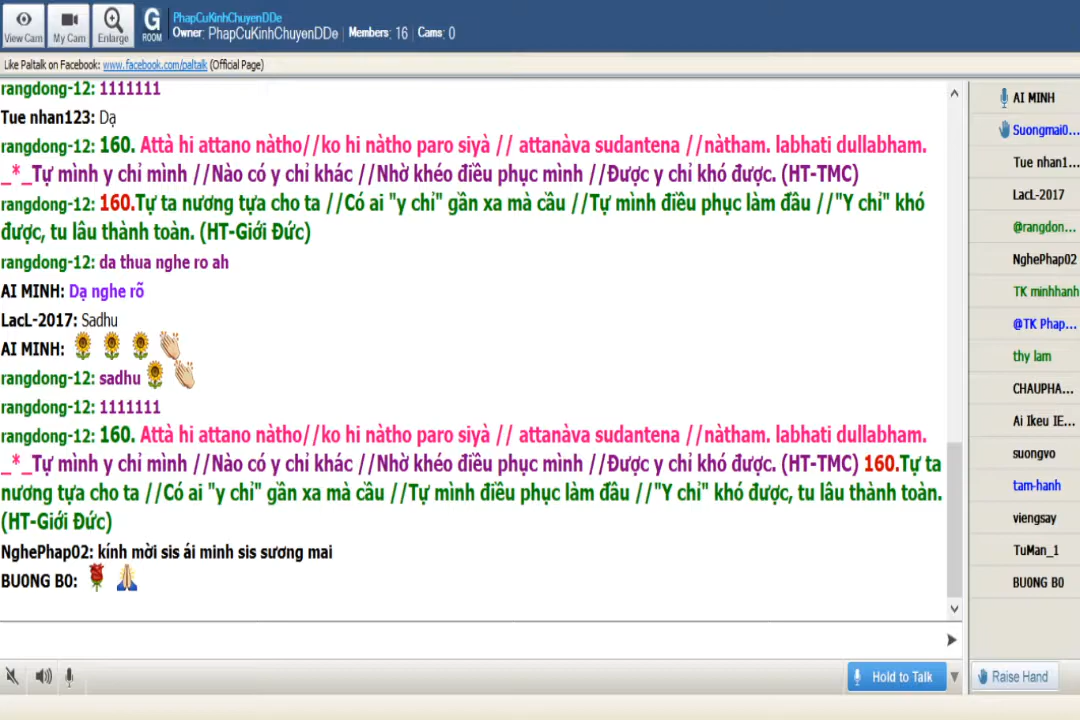 PhapCuKinhChuyenDDe
G
View Cam My Cam Enlarge ROOM Owner: PhapCuKinhChuyenDDe Members: 16 Cams: 0
Like Paltalk on Facebook: www.facebook.com/paltalk (Official Page)
rangdong-12: 1111111
Tue nhan123: Dạ
rangdong-12: 160. Attà hi attano nàtho//ko hi nàtho paro siyà // attanàva sudantena //nàtham. labhati dullabham.
_*_Tự mình y chỉ mình //Nào có y chỉ khác //Nhờ khéo điều phục mình //Được y chỉ khó được. (HT-TMC)
rangdong-12: 160.Tự ta nương tựa cho ta //Có ai "y chỉ" gần xa mà cầu //Tự mình điều phục làm đầu //"Y chỉ" khó
được, tu lâu thành toàn. (HT-Giới Đức)
rangdong-12: da thua nghe ro ah
AI MINH: Dạ nghe rõ
LacL-2017: Sadhu
AI MINH:
rangdong-12: sadhu
rangdong-12: 1111111
rangdong-12: 160. Attà hi attano nàtho//ko hi nàtho paro siyà // attanàva sudantena //nàtham. labhati dullabham.
_*_Tự mình y chỉ mình //Nào có y chỉ khác //Nhờ khéo điều phục mình //Được y chỉ khó được. (HT-TMC) 160.Tự ta
nương tựa cho ta //Có ai "y chỉ" gần xa mà cầu //Tự mình điều phục làm đầu //"Y chỉ" khó được, tu lâu thành toàn.
(HT-Giới Đức)
NghePhap02: kính mời sis ái minh sis sương mai
BUONG BO:
AI MINH
Suongmai0...
Tue nhan1...
LacL-2017
@rangdon...
NghePhap02
TK minhhanh
@TK Phap...
thy lam
CHAUPHA...
Ai Ikeu IE...
suongvo
tam-hanh
viengsay
TuMan_1
BUONG BO
Hold to Talk
Raise Hand